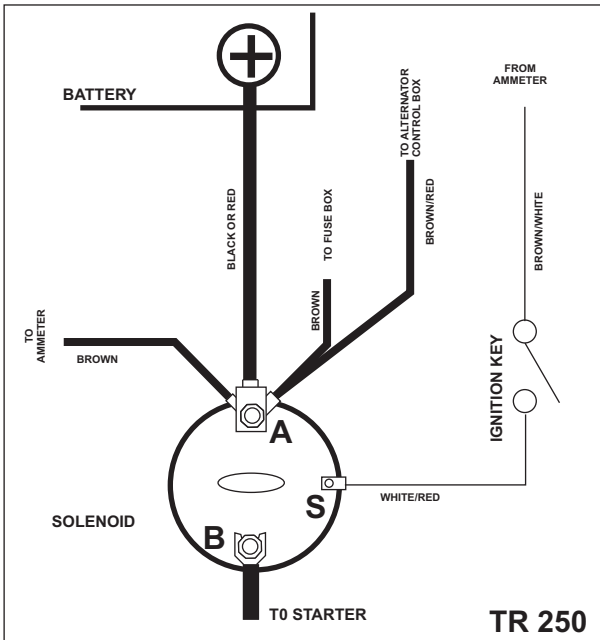 BATTERY
BLACK OR RED
TO FUSE BOX
BROWN
TO ALTERNATOR
CONTROL BOX
BROWN/RED
FROM
AMMETER
BROWN/WHITE
IGNITION KEY
TO
AMMETER
BROWN
A
S
WHITE/RED
SOLENOID
B
T0 STARTER
TR 250